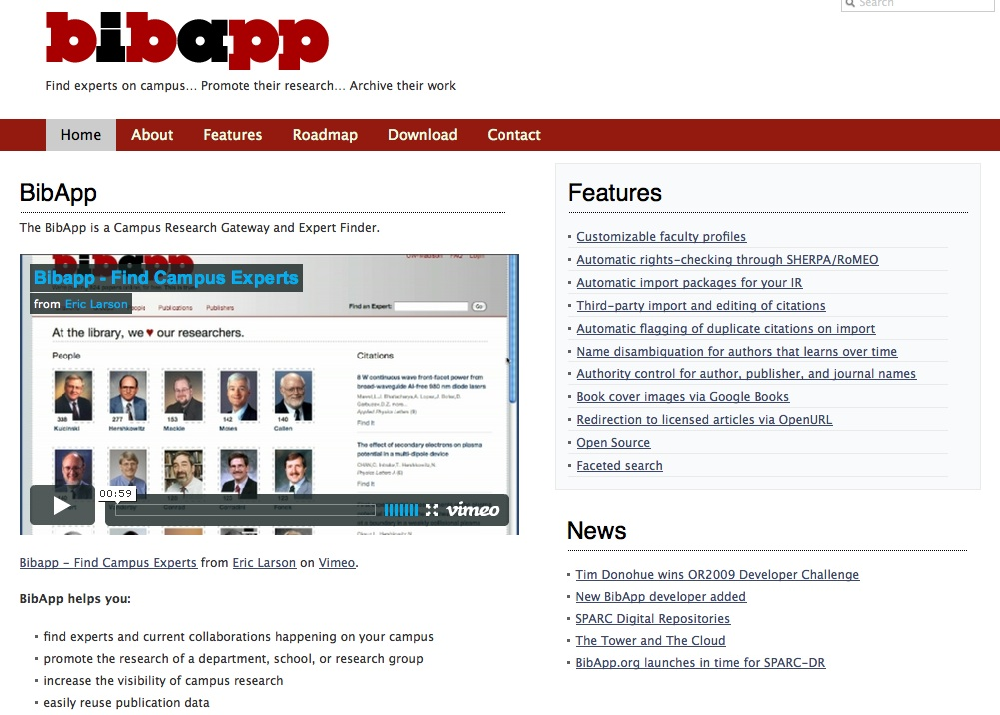 Search
bibapp
Find experts on campus... Promote their research... Archive their work
Home About Features Roadmap Download Contact
BibApp
The BibApp is a Campus Research Gateway and Expert Finder.
Bibapp - Find Campus Experts
from Eric Larson
FAQ
Login
Publications
Publishers
Find an Expert:
Go
At the library, we ♥ our researchers.
People
338
277
153
142
140
Kucinski
Hershkowitz
Mackie
Moses
Callen
Citations
8 W continuous wave front-facet power from
broad-waveguide Al-free 980 nm diode lasers
Applied Physics Letters
Find It
The effect of secondary electrons on plasma
potential in a multi-dipole device
Physics Letters
Find It
00:59
vimeo
Bibapp - Find Campus Experts from Eric Larson on Vimeo.
BibApp helps you:
▪ find experts and current collaborations happening on your campus
▪ promote the research of a department, school, or research group
▪ increase the visibility of campus research
▪ easily reuse publication data
Features
▪ Customizable faculty profiles
▪ Automatic rights-checking through SHERPA/RoMEO
▪ Automatic import packages for your IR
▪ Third-party import and editing of citations
▪ Automatic flagging of duplicate citations on import
▪ Name disambiguation for authors that learns over time
▪ Authority control for author, publisher, and journal names
▪ Book cover images via Google Books
▪ Redirection to licensed articles via OpenURL
▪ Open Source
▪ Faceted search
News
▪ Tim Donohue wins OR2009 Developer Challenge
▪ New BibApp developer added
▪ SPARC Digital Repositories
▪ The Tower and The Cloud
▪ BibApp.org launches in time for SPARC-DR